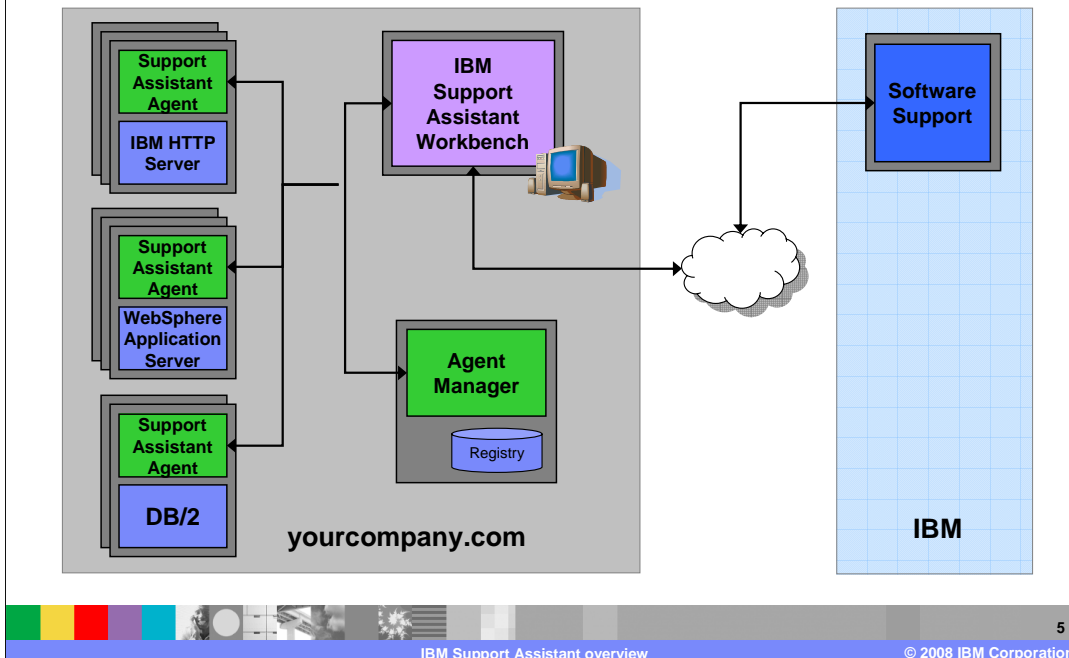 Support
Assistant
Agent
IBM HTTP
Server
Support
Assistant
Agent
WebSphere
Application
Server
Support
Assistant
Agent
DB/2
IBM
Support
Assistant
Workbench
Agent
Manager
Registry
yourcompany.com
Software
Support
IBM
5
IBM Support Assistant overview
© 2008 IBM Corporation